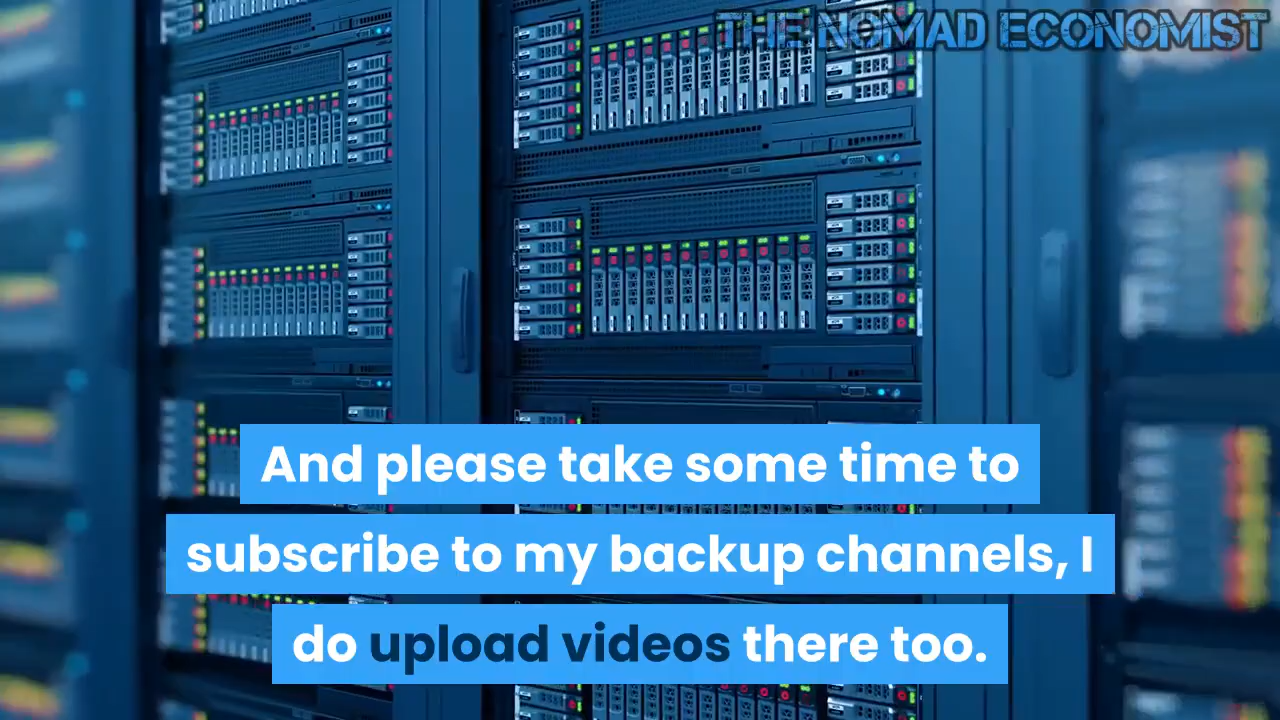 THE NOMAD ECONOMIST
And please take some time to
subscribe to my backup channels, I
do upload videos there too.